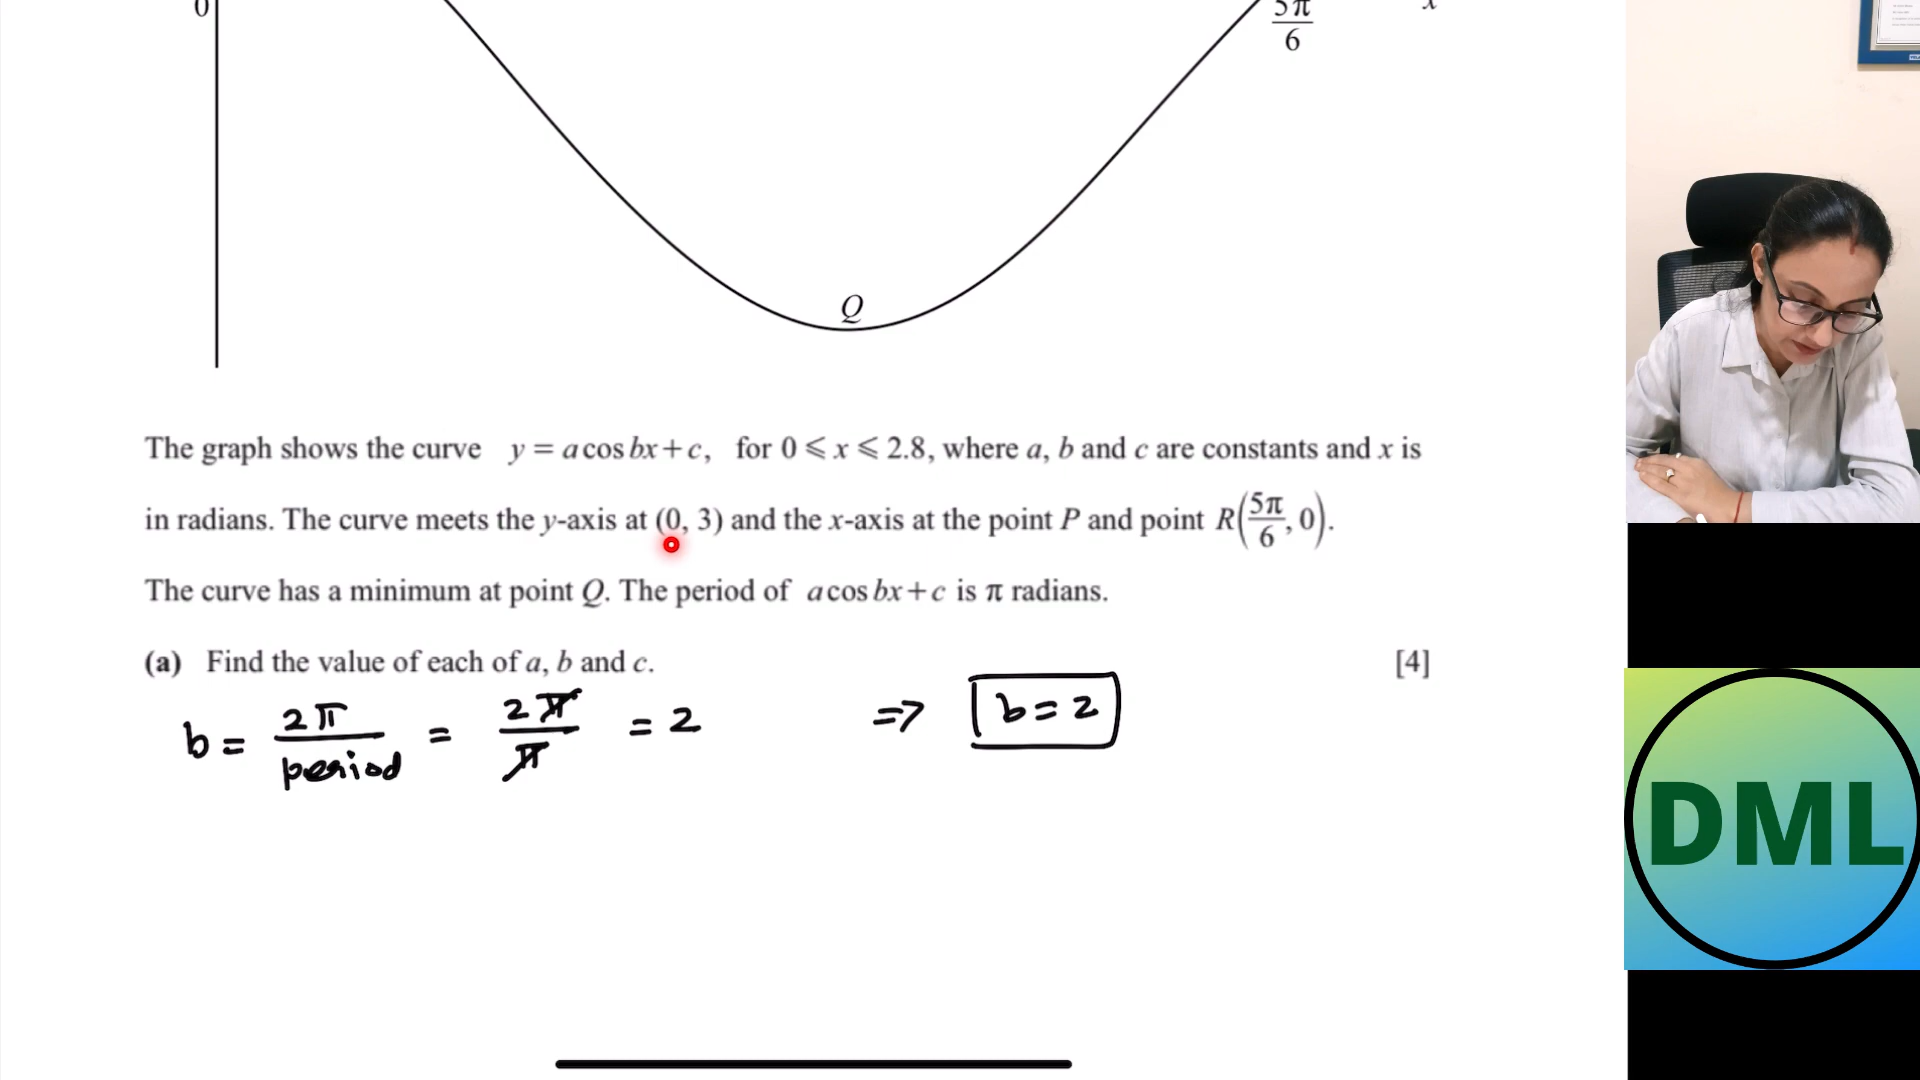 0
5π/6
x
Q
The graph shows the curve y = a cos bx + c, for 0 ⩽ x ⩽ 2.8, where a, b and c are constants and x is
in radians. The curve meets the y-axis at (0, 3) and the x-axis at the point P and point R(5π/6, 0).
The curve has a minimum at point Q. The period of a cos bx + c is π radians.
(a) Find the value of each of a, b and c. [4]
b = 2π/period = 2π/π = 2 ⇒ b = 2
DML